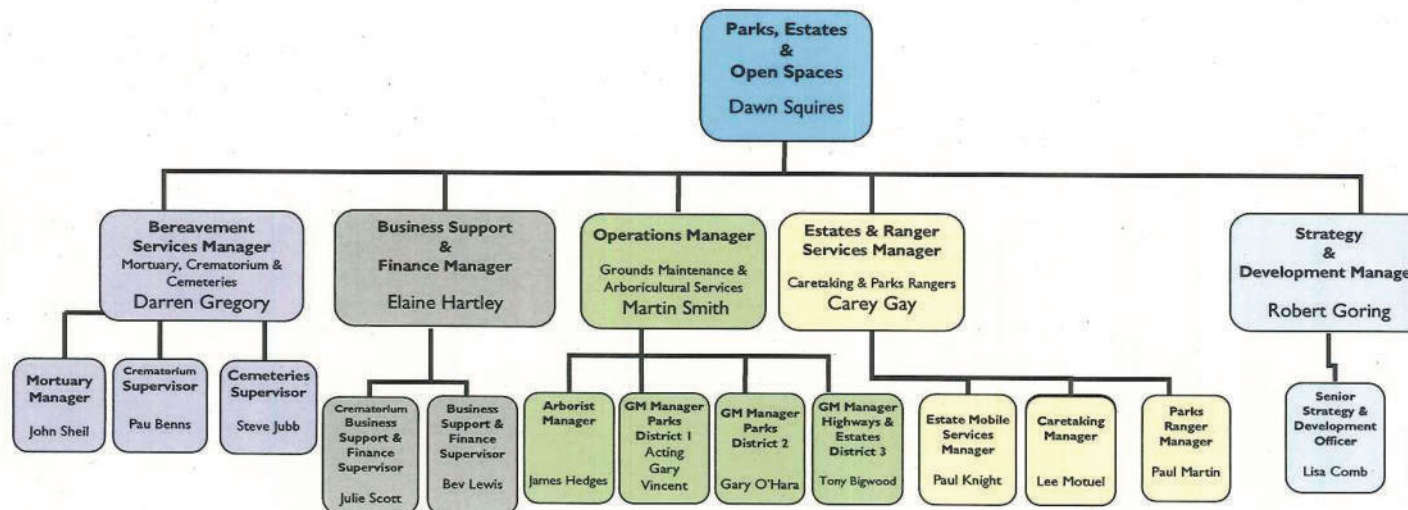 Parks, Estates
&
Open Spaces
Dawn Squires
Bereavement
Services Manager
Mortuary, Crematorium &
Cemeteries
Darren Gregory
Business Support
&
Finance Manager
Elaine Hartley
Operations Manager
Grounds Maintenance &
Arboricultural Services
Martin Smith
Estates & Ranger
Services Manager
Caretaking & Parks Rangers
Carey Gay
Strategy
&
Development Manage
Robert Goring
Mortuary
Manager
John Sheil
Crematorium
Supervisor
Pau Benns
Cemeteries
Supervisor
Steve Jubb
Crematorium
Business
Support &
Finance
Supervisor
Julie Scott
Business
Support &
Finance
Supervisor
Bev Lewis
Arborist
Manager
James Hedges
GM Manager
Parks
District 1
Acting
Gary
Vincent
GM Manager
Parks
District 2
Gary O'Hara
GM Manager
Highways &
Estates
District 3
Tony Bigwood
Estate Mobile
Services
Manager
Paul Knight
Caretaking
Manager
Lee Motuel
Parks
Ranger
Manager
Paul Martin
Senior
Strategy &
Development
Officer
Lisa Comb